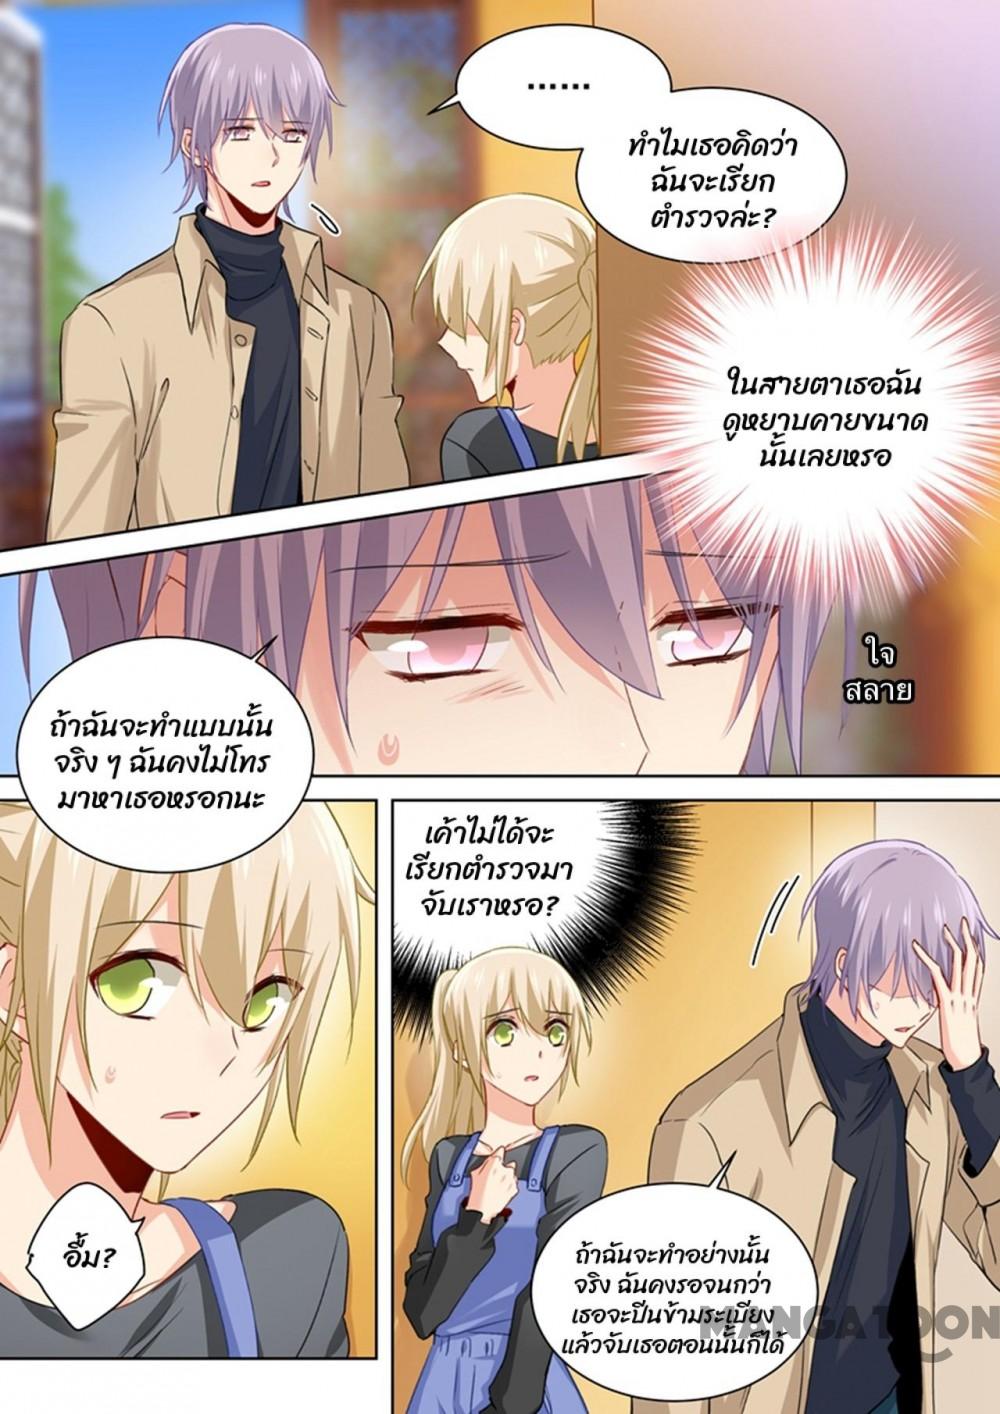 ......
ทำไมเธอคิดว่า
ฉันจะเรียก
ตำรวจล่ะ?
ในสายตาเธอฉัน
ดูหยาบคายขนาด
นั้นเลยหรอ
ใจ
สลาย
ถ้าฉันจะทำแบบนั้น
จริง ๆ ฉันคงไม่โทร
มาหาเธอหรอกนะ
เค้าไม่ได้จะ
เรียกตำรวจมา
จับเราหรอ?
อื้ม?
ถ้าฉันจะทำอย่างนั้น
จริง ฉันคงรอจนกว่า
เธอจะปีนข้ามระเบียง
แล้วจับเธอตอนนั้นก็ได้
MANGATOON